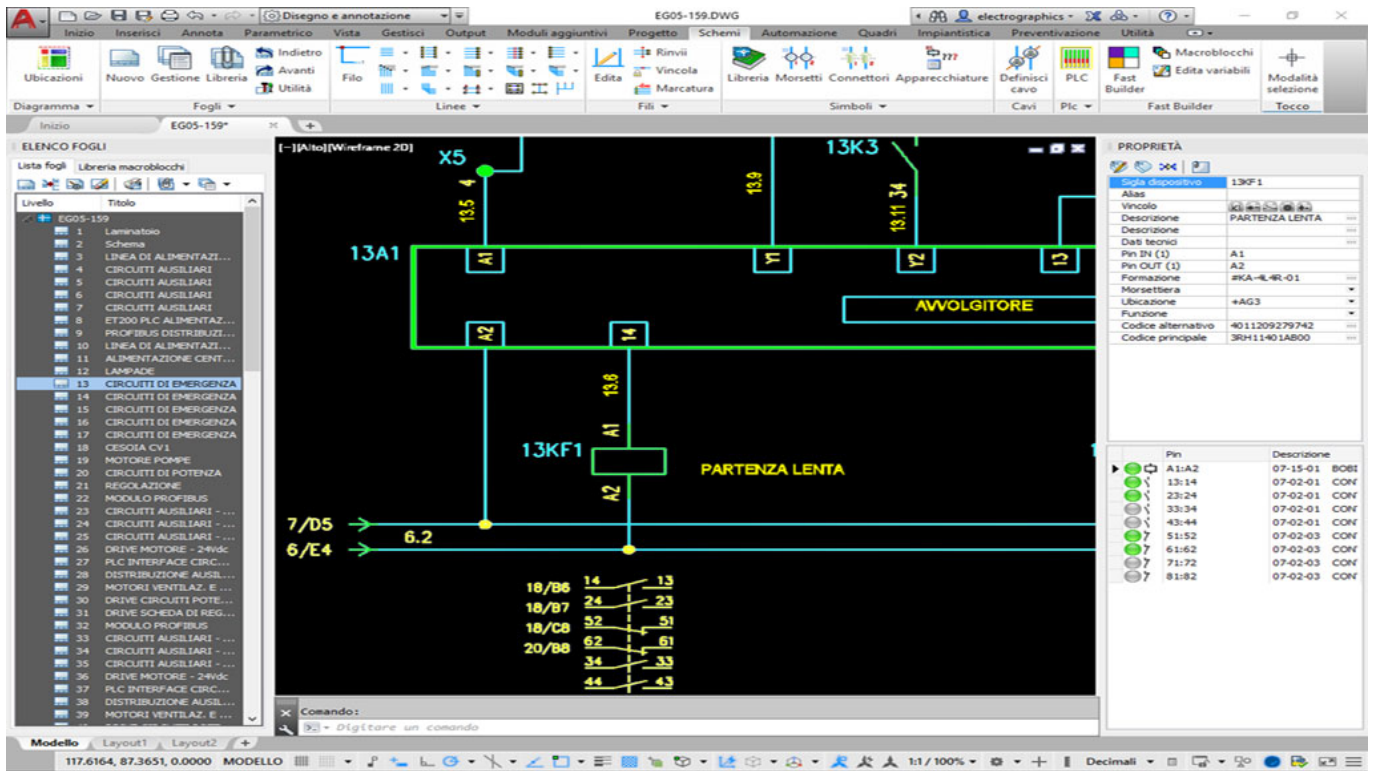 Disegno e annotazione
EG05-159.DWG
electrographics
Inizio Inserisci Annota Parametrico Vista Gestisci Output Moduli aggiuntivi Progetto Schemi Automazione Quadri Impiantistica Preventivazione Utilità
Ubicazioni Nuovo Gestione Libreria Indietro Avanti Utilità Filo Edita Rinvii Vincola Marcatura Libreria Morsetti Connettori Apparecchiature Definisci cavo PLC Fast Builder Macroblocchi Edita variabili Modalità selezione
Diagramma Fogli Linee Fili Simboli Cavi Plc Fast Builder Tocco
Inizio EG05-159*
ELENCO FOGLI
Lista fogli Libreria macroblocchi
Livello Titolo
EG05-159
1 Laminatoio
2 Schema
3 LINEA DI ALIMENTAZI...
4 CIRCUITI AUSILIARI
5 CIRCUITI AUSILIARI
6 CIRCUITI AUSILIARI
7 CIRCUITI AUSILIARI
8 ET200 PLC ALIMENTAZ...
9 PROFIBUS DISTRIBUZI...
10 LINEA DI ALIMENTAZI...
11 ALIMENTAZIONE CENT...
12 LAMPADE
13 CIRCUITI DI EMERGENZA
14 CIRCUITI DI EMERGENZA
15 CIRCUITI DI EMERGENZA
16 CIRCUITI DI EMERGENZA
17 CIRCUITI DI EMERGENZA
18 CESOIA CV1
19 MOTORE POMPE
20 CIRCUITI DI POTENZA
21 REGOLAZIONE
22 MODULO PROFIBUS
23 CIRCUITI AUSILIARI - ...
24 CIRCUITI AUSILIARI - ...
25 CIRCUITI AUSILIARI - ...
26 DRIVE MOTORE - 24Vdc
27 PLC INTERFACE CIRC...
28 DISTRIBUZIONE AUSIL...
29 MOTORI VENTILAZ. E ...
30 DRIVE CIRCUITI POTE...
31 DRIVE SCHEDA DI REG...
32 MODULO PROFIBUS
33 CIRCUITI AUSILIARI - ...
34 CIRCUITI AUSILIARI - ...
35 CIRCUITI AUSILIARI - ...
36 DRIVE MOTORE - 24Vdc
37 PLC INTERFACE CIRC...
38 DISTRIBUZIONE AUSIL...
39 MOTORI VENTILAZ. E ...
[−][Alto][Wireframe 2D]
X5
4
13.5
13.9
13K3
34
13.11
13A1
A1
A1
Y1
Y1
Y2
Y2
13
13
AVVOLGITORE
A2
A2
14
14
13.6
A1
13KF1
PARTENZA LENTA
A2
7/D5
6.2
6/E4
18/B6 14 13
18/B7 24 23
18/C8 52 51
20/B8 62 61
34 33
44 43
Comando:
Digitare un comando
PROPRIETÀ
Sigla dispositivo 13KF1
Alias
Vincolo
Descrizione PARTENZA LENTA
Descrizione
Dati tecnici
Pin IN (1) A1
Pin OUT (1) A2
Formazione #KA-4L4R-01
Morsettiera
Ubicazione +AG3
Funzione
Codice alternativo 4011209279742
Codice principale 3RH11401AB00
Pin Descrizione
A1:A2 07-15-01 BOBI
13:14 07-02-01 CON
23:24 07-02-01 CON
33:34 07-02-01 CON
43:44 07-02-01 CON
51:52 07-02-03 CON
61:62 07-02-03 CON
71:72 07-02-03 CON
81:82 07-02-03 CON
Modello Layout1 Layout2 +
117.6164, 87.3651, 0.0000 MODELLO 1:1 / 100% Decimali